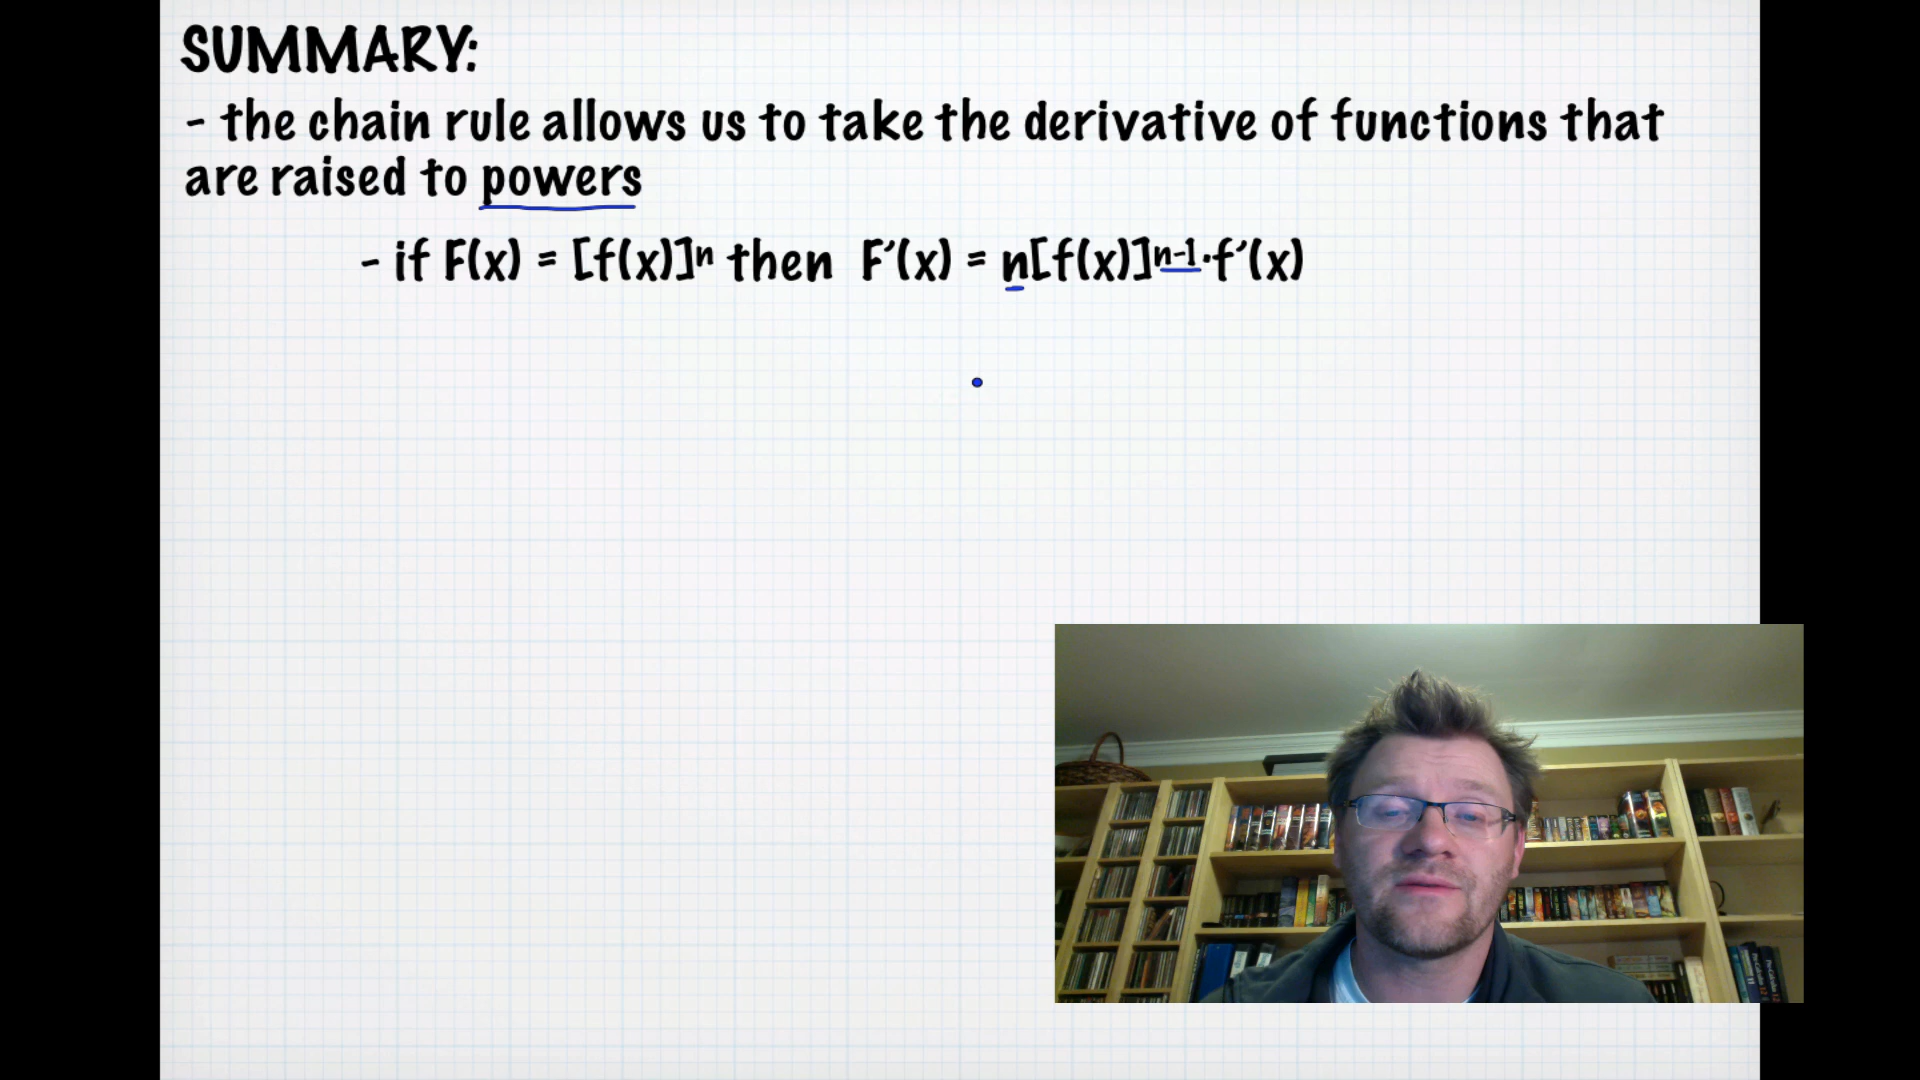 SUMMARY:
- the chain rule allows us to take the derivative of functions that
are raised to powers
- if F(x) = [f(x)]ⁿ then F′(x) = n[f(x)]ⁿ⁻¹·f′(x)